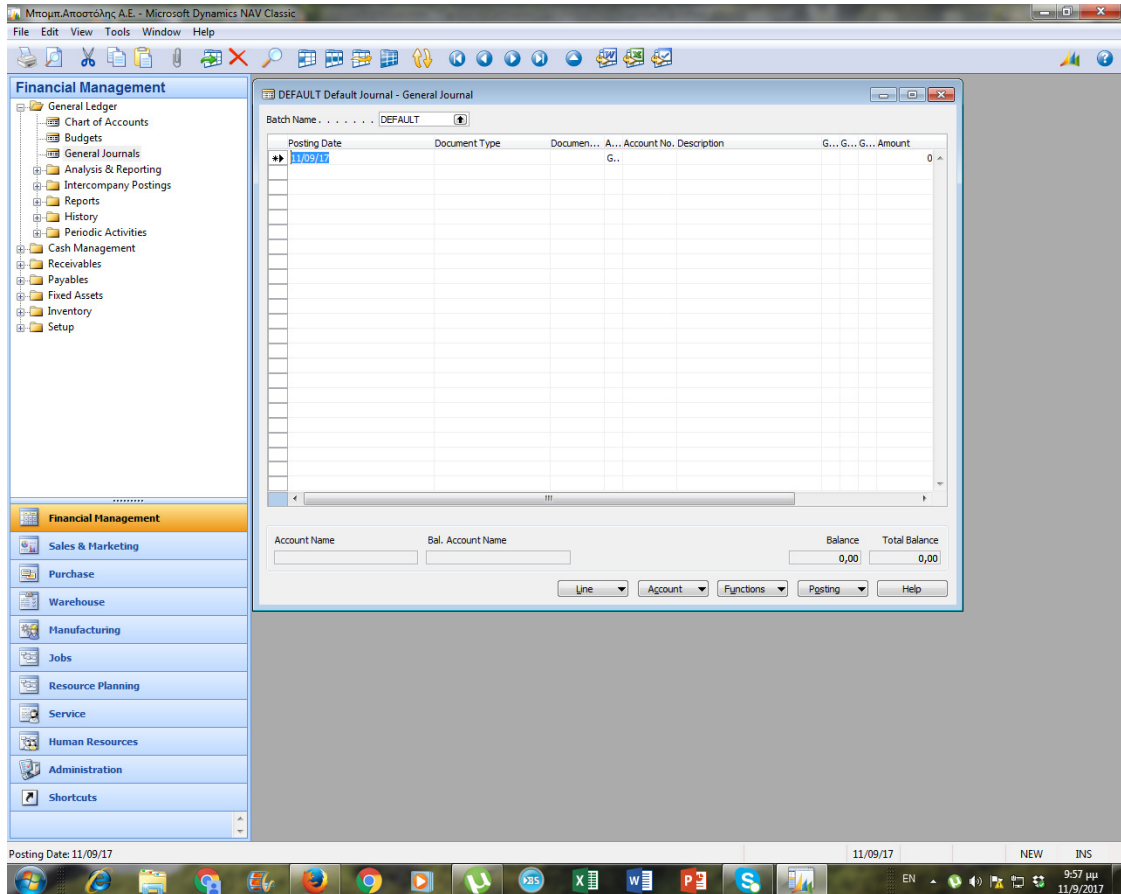 Μπομπ.Αποστόλης Α.Ε. - Microsoft Dynamics NAV Classic
File Edit View Tools Window Help
Financial Management
General Ledger
Chart of Accounts
Budgets
General Journals
Analysis & Reporting
Intercompany Postings
Reports
History
Periodic Activities
Cash Management
Receivables
Payables
Fixed Assets
Inventory
Setup
Financial Management
Sales & Marketing
Purchase
Warehouse
Manufacturing
Jobs
Resource Planning
Service
Human Resources
Administration
Shortcuts
DEFAULT Default Journal - General Journal
Batch Name . . . . . . . DEFAULT
Posting Date Document Type Documen... A... Account No. Description G... G... G... Amount
11/09/17 G.. 0
Account Name Bal. Account Name Balance Total Balance
0,00 0,00
Line Account Functions Posting Help
Posting Date: 11/09/17 11/09/17 NEW INS
EN 9:57 μμ
11/9/2017